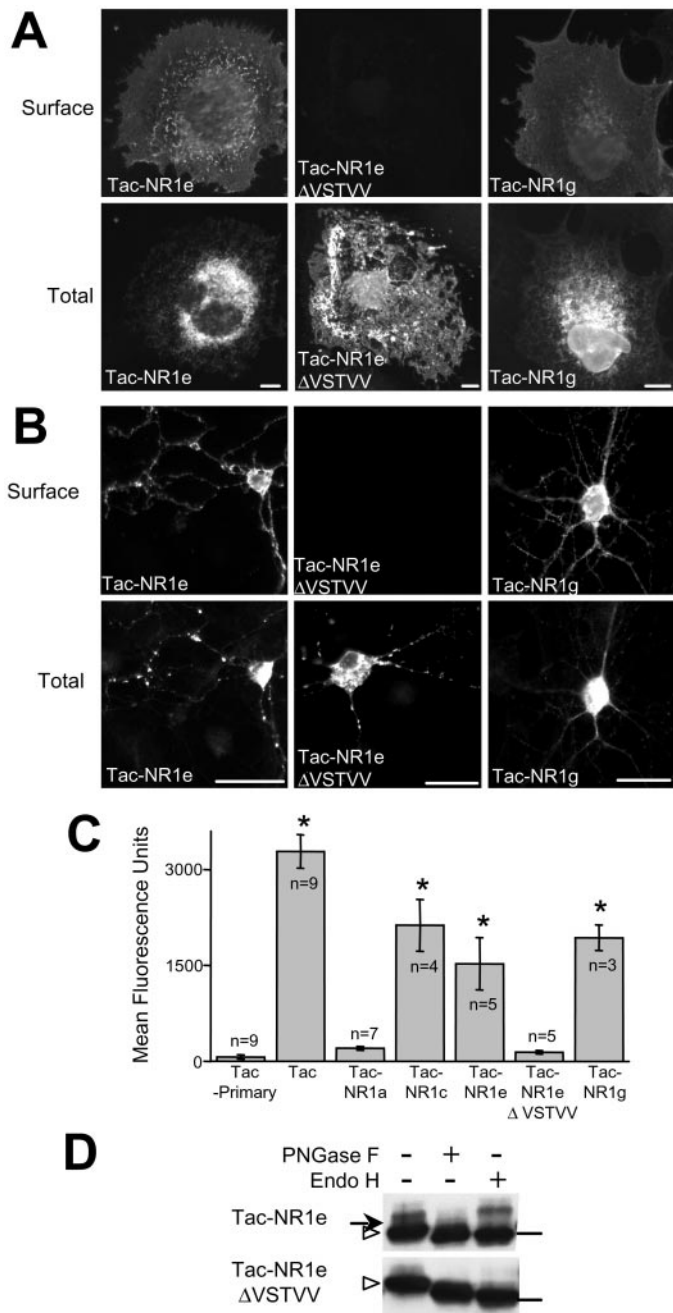 A
Surface
Tac-NR1e
Tac-NR1e
ΔVSTVV
Tac-NR1g
Total
Tac-NR1e
Tac-NR1e
ΔVSTVV
Tac-NR1g
B
Surface
Tac-NR1e
Tac-NR1e
ΔVSTVV
Tac-NR1g
Total
Tac-NR1e
Tac-NR1e
ΔVSTVV
Tac-NR1g
C
Mean Fluorescence Units
3000
1500
0
* * * *
n=9 n=9 n=7 n=4 n=5 n=5 n=3
Tac Tac Tac- Tac- Tac- Tac- Tac-
-Primary NR1a NR1c NR1e NR1e NR1g
Δ VSTVV
D
PNGase F - + -
Endo H - - +
Tac-NR1e
Tac-NR1e
ΔVSTVV